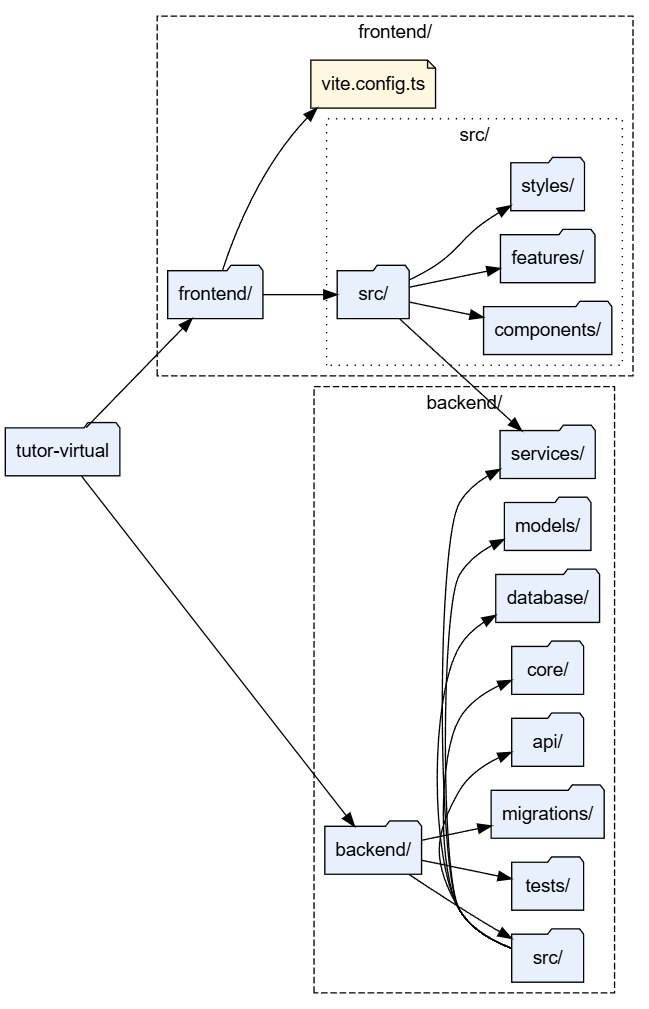 frontend/
vite.config.ts
src/
styles/
features/
frontend/
src/
components/
backend/
tutor-virtual
services/
models/
database/
core/
api/
migrations/
backend/
tests/
src/